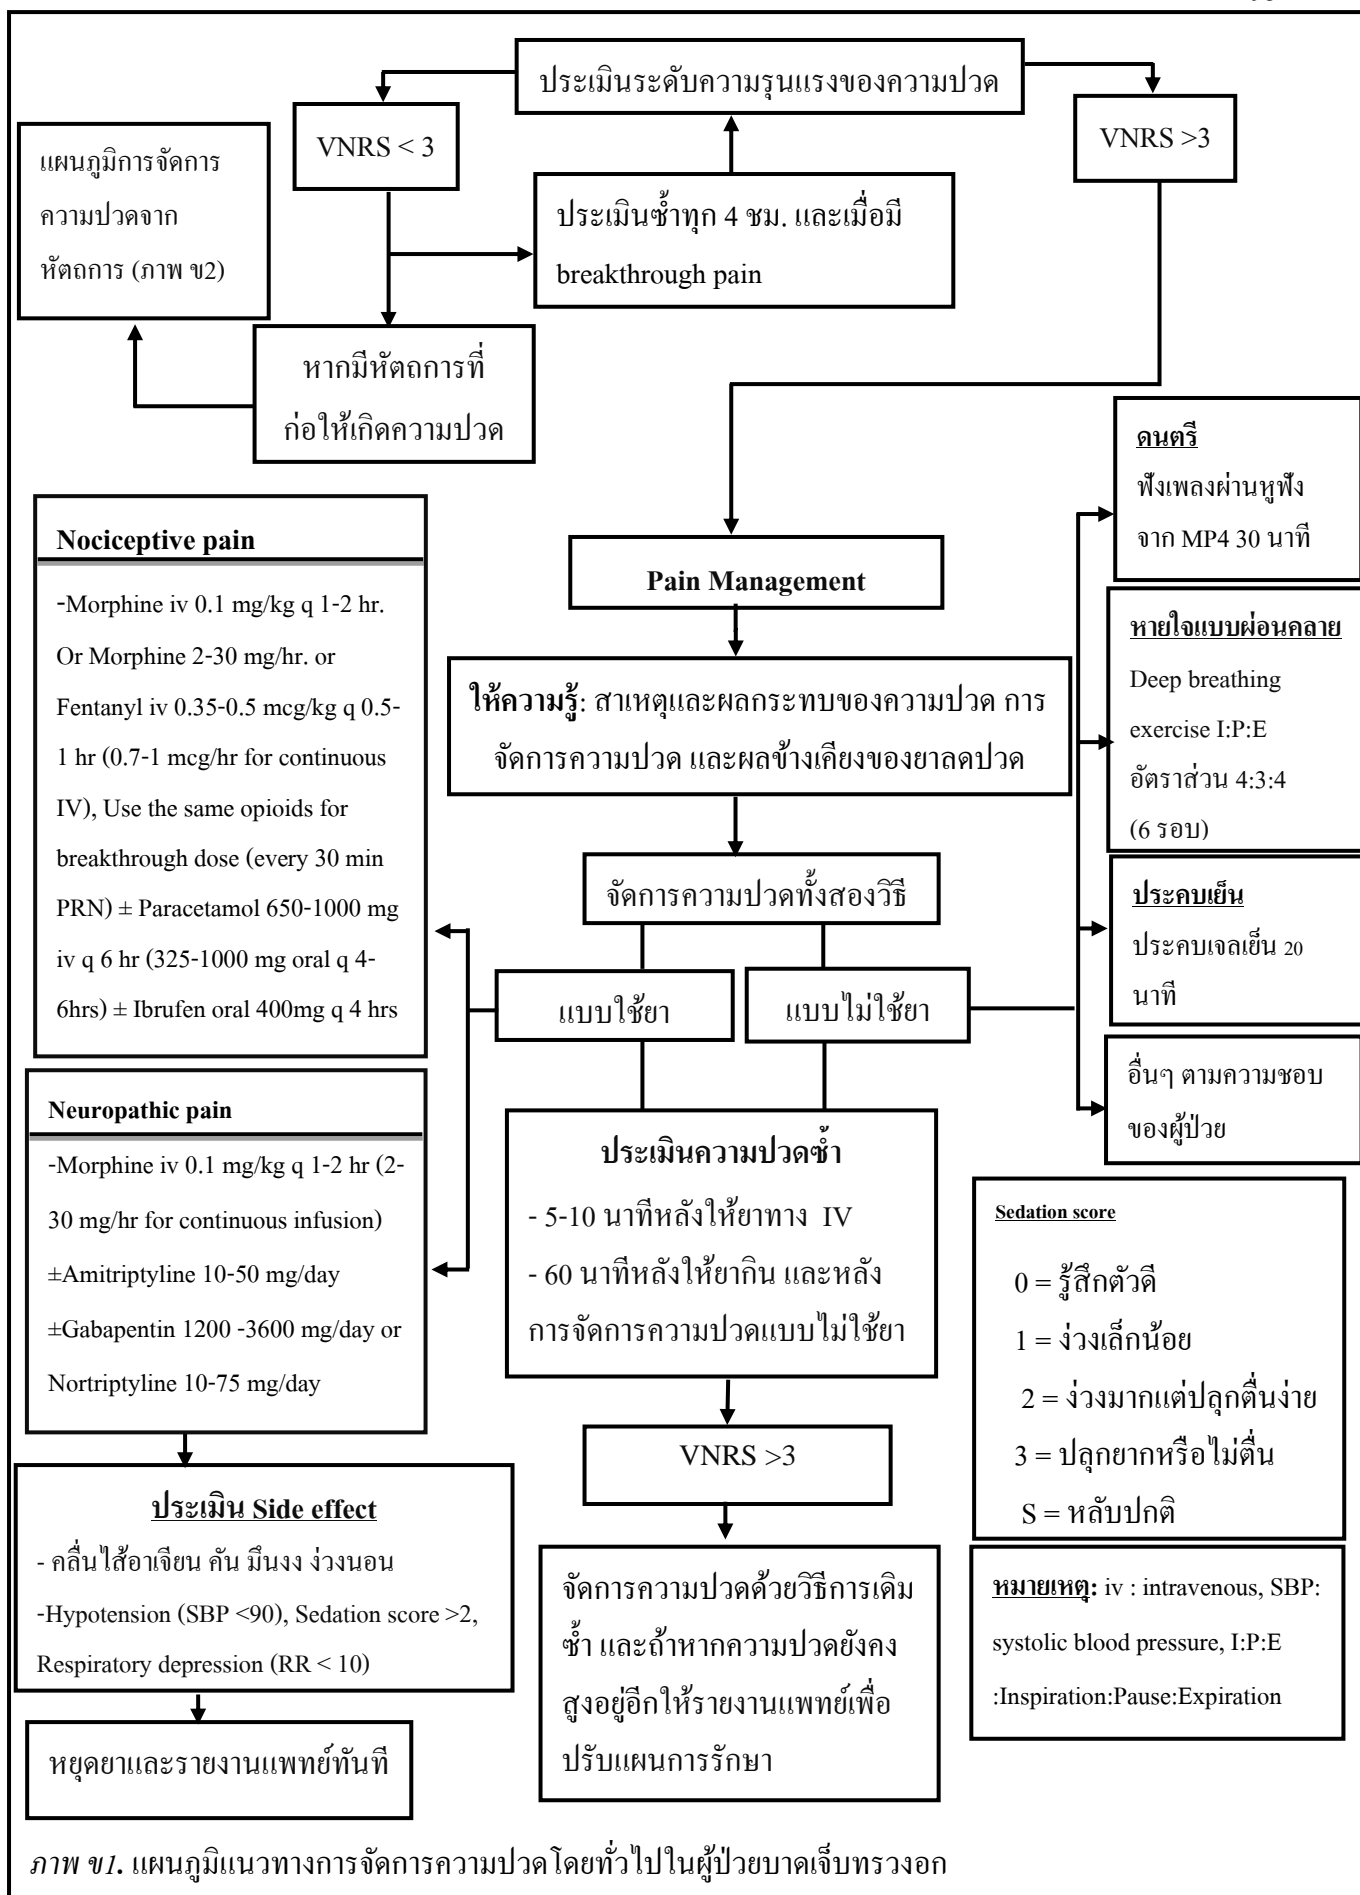 ประเมินระดับความรุนแรงของความปวด
VNRS < 3
VNRS >3
แผนภูมิการจัดการ
ความปวดจาก
หัตถการ (ภาพ ข2)
ประเมินซ้ำทุก 4 ชม. และเมื่อมี
breakthrough pain
หากมีหัตถการที่
ก่อให้เกิดความปวด
ดนตรี
ฟังเพลงผ่านหูฟัง
จาก MP4 30 นาที
Nociceptive pain
-Morphine iv 0.1 mg/kg q 1-2 hr.
Or Morphine 2-30 mg/hr. or
Fentanyl iv 0.35-0.5 mcg/kg q 0.5-
1 hr (0.7-1 mcg/hr for continuous
IV), Use the same opioids for
breakthrough dose (every 30 min
PRN) ± Paracetamol 650-1000 mg
iv q 6 hr (325-1000 mg oral q 4-
6hrs) ± Ibrufen oral 400mg q 4 hrs
Pain Management
ให้ความรู้: สาเหตุและผลกระทบของความปวด การ
จัดการความปวด และผลข้างเคียงของยาลดปวด
หายใจแบบผ่อนคลาย
Deep breathing
exercise I:P:E
อัตราส่วน 4:3:4
(6 รอบ)
จัดการความปวดทั้งสองวิธี
แบบใช้ยา
แบบไม่ใช้ยา
ประคบเย็น
ประคบเจลเย็น 20
นาที
อื่นๆ ตามความชอบ
ของผู้ป่วย
Neuropathic pain
-Morphine iv 0.1 mg/kg q 1-2 hr (2-
30 mg/hr for continuous infusion)
±Amitriptyline 10-50 mg/day
±Gabapentin 1200 -3600 mg/day or
Nortriptyline 10-75 mg/day
ประเมินความปวดซ้ำ
- 5-10 นาทีหลังให้ยาทาง IV
- 60 นาทีหลังให้ยากิน และหลัง
การจัดการความปวดแบบไม่ใช้ยา
Sedation score
0 = รู้สึกตัวดี
1 = ง่วงเล็กน้อย
2 = ง่วงมากแต่ปลุกตื่นง่าย
3 = ปลุกยากหรือไม่ตื่น
S = หลับปกติ
VNRS >3
ประเมิน Side effect
- คลื่นไส้อาเจียน คัน มึนงง ง่วงนอน
-Hypotension (SBP <90), Sedation score >2,
Respiratory depression (RR < 10)
จัดการความปวดด้วยวิธีการเดิม
ซ้ำ และถ้าหากความปวดยังคง
สูงอยู่อีกให้รายงานแพทย์เพื่อ
ปรับแผนการรักษา
หมายเหตุ: iv : intravenous, SBP:
systolic blood pressure, I:P:E
:Inspiration:Pause:Expiration
หยุดยาและรายงานแพทย์ทันที
ภาพ ข1. แผนภูมิแนวทางการจัดการความปวดโดยทั่วไปในผู้ป่วยบาดเจ็บทรวงอก